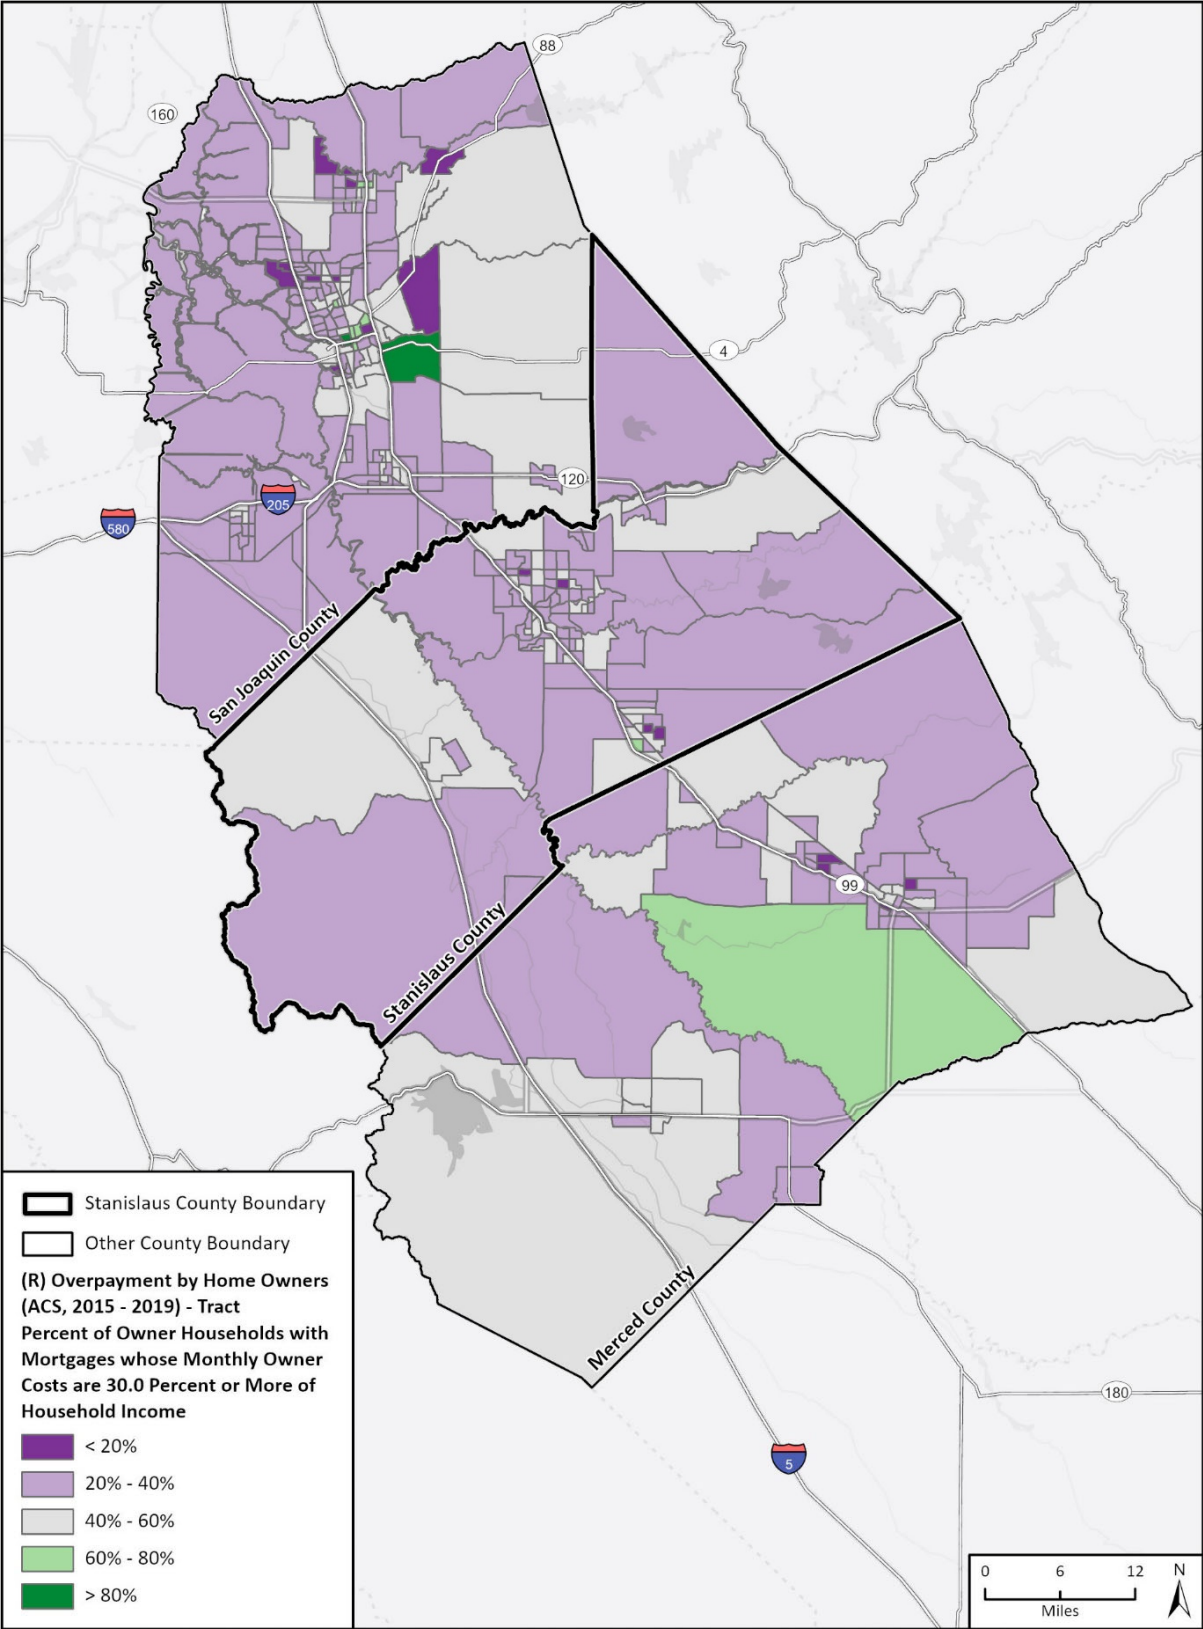 88
160
4
120
205
580
San Joaquin County
99
Stanislaus County
Merced County
180
5
Stanislaus County Boundary
Other County Boundary
(R) Overpayment by Home Owners
(ACS, 2015 - 2019) - Tract
Percent of Owner Households with
Mortgages whose Monthly Owner
Costs are 30.0 Percent or More of
Household Income
< 20%
20% - 40%
40% - 60%
60% - 80%
> 80%
0 6 12 N
Miles